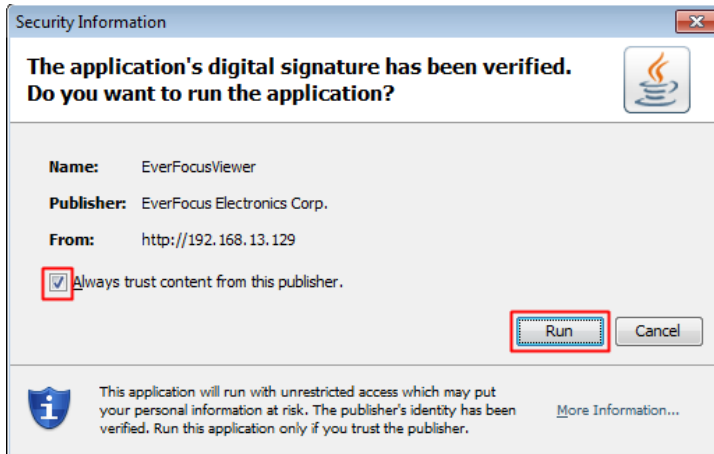 Security Information
The application's digital signature has been verified.
Do you want to run the application?
Name: EverFocusViewer
Publisher: EverFocus Electronics Corp.
From: http://192.168.13.129
Always trust content from this publisher.
Run Cancel
This application will run with unrestricted access which may put
your personal information at risk. The publisher's identity has been
verified. Run this application only if you trust the publisher.
More Information...